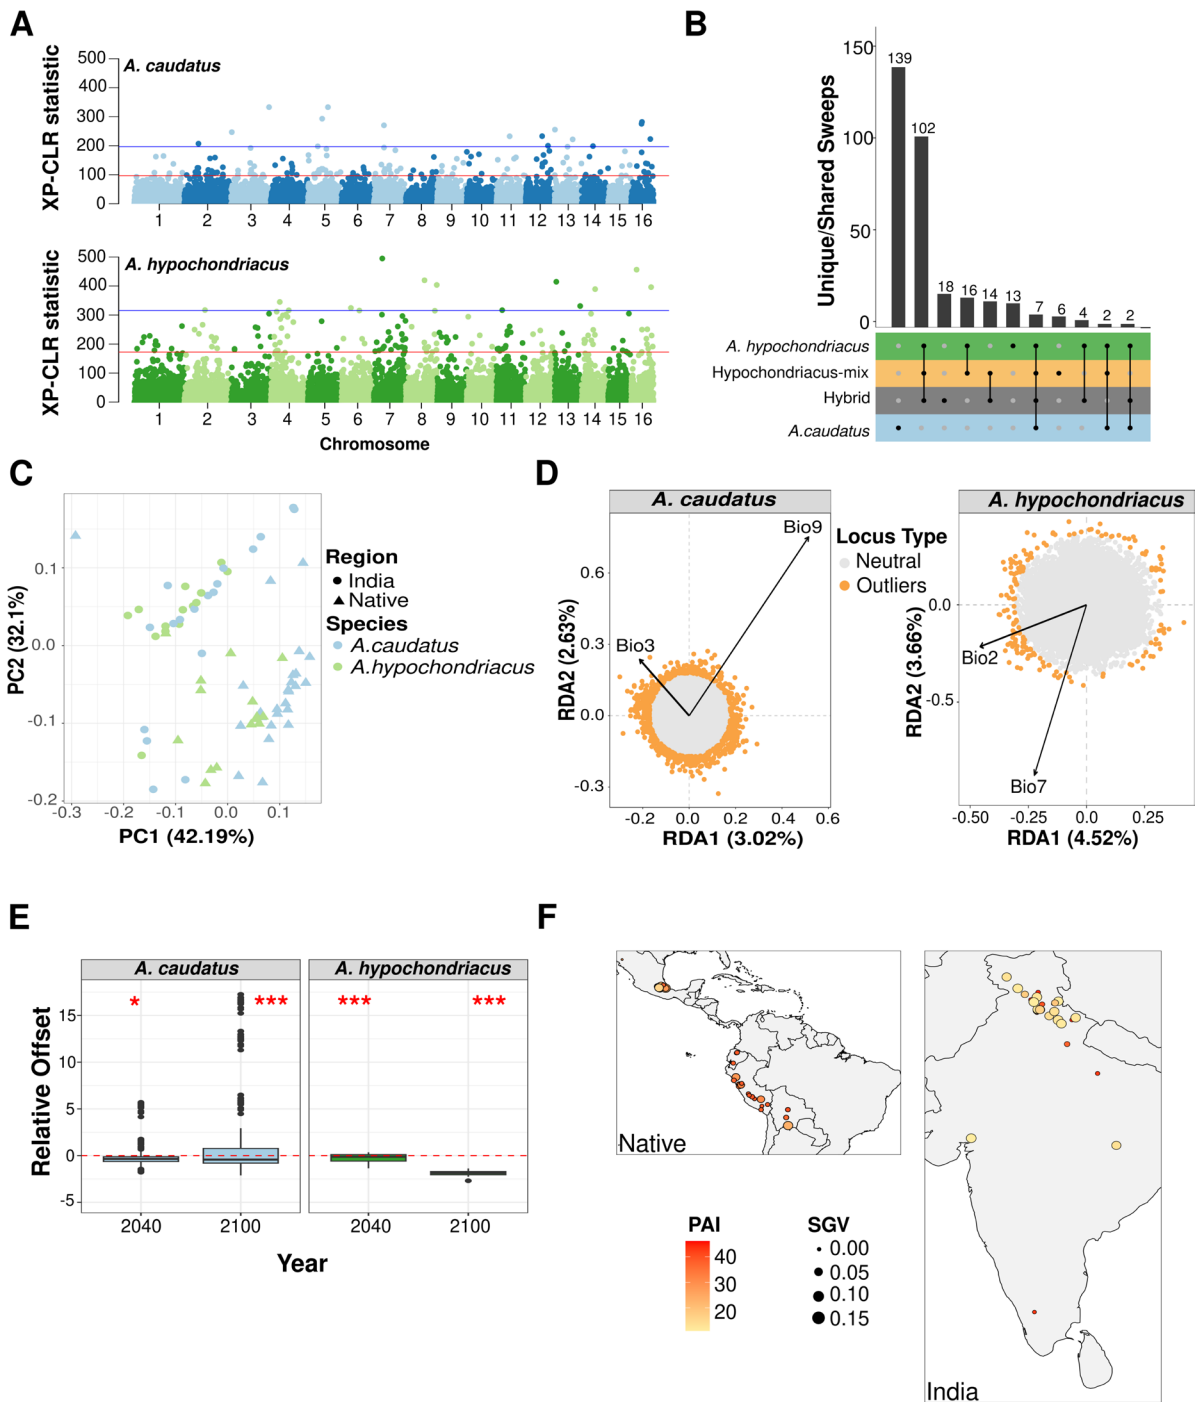 A
XP-CLR statistic
500
400
300
200
100
0
A. caudatus
1 2 3 4 5 6 7 8 9 10 11 12 13 14 15 16
XP-CLR statistic
500
400
300
200
100
0
A. hypochondriacus
1 2 3 4 5 6 7 8 9 10 11 12 13 14 15 16
Chromosome
B
Unique/Shared Sweeps
150
100
50
0
139
102
18
16
14
13
7
6
4
2
2
A. hypochondriacus
Hypochondriacus-mix
Hybrid
A.caudatus
C
PC2 (32.1%)
0.1
0.0
-0.1
-0.2
-0.3 -0.2 -0.1 0.0 0.1
PC1 (42.19%)
Region
India
Native
Species
A.caudatus
A.hypochondriacus
D
A. caudatus
RDA2 (2.63%)
0.6
0.3
0.0
-0.3
Bio9
Bio3
-0.2 0.0 0.2 0.4 0.6
RDA1 (3.02%)
Locus Type
Neutral
Outliers
A. hypochondriacus
RDA2 (3.66%)
0.0
-0.5
Bio2
Bio7
-0.50 -0.25 0.00 0.25
RDA1 (4.52%)
E
A. caudatus
A. hypochondriacus
Relative Offset
15
10
5
0
-5
*
***
***
***
2040 2100 2040 2100
Year
F
Native
India
PAI
40
30
20
SGV
0.00
0.05
0.10
0.15